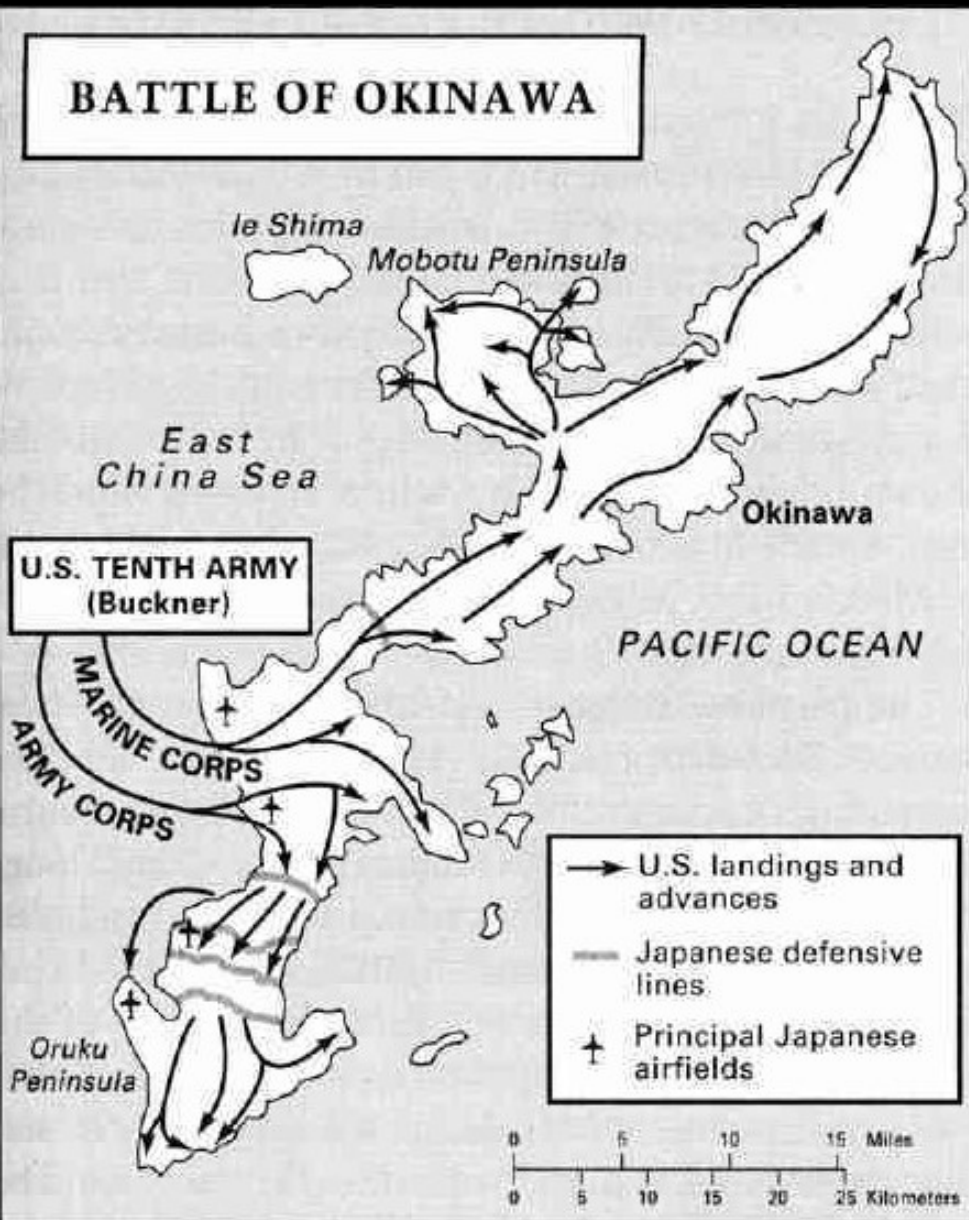 BATTLE OF OKINAWA
Ie Shima
Mobotu Peninsula
East
China Sea
Okinawa
U.S. TENTH ARMY
(Buckner)
PACIFIC OCEAN
MARINE CORPS
ARMY CORPS
U.S. landings and
advances
Japanese defensive
lines
Principal Japanese
airfields
Oruku
Peninsula
0 5 10 15 Miles
0 5 10 15 20 25 Kilometers